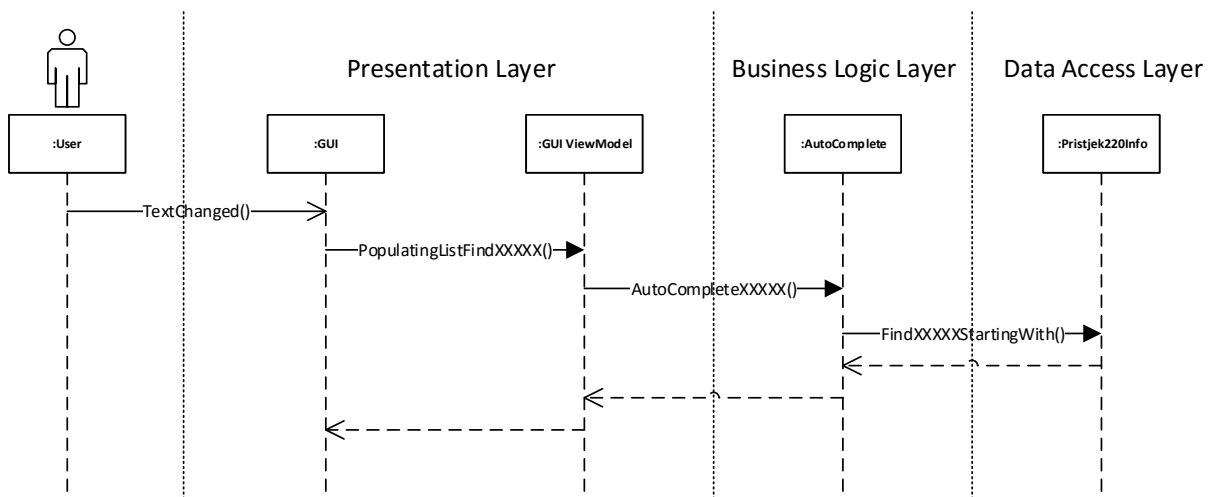 Presentation Layer
Business Logic Layer
Data Access Layer
:User
:GUI
:GUI ViewModel
:AutoComplete
:Pristjek220Info
TextChanged()
PopulatingListFindXXXXX()
AutoCompleteXXXXX()
FindXXXXXStartingWith()